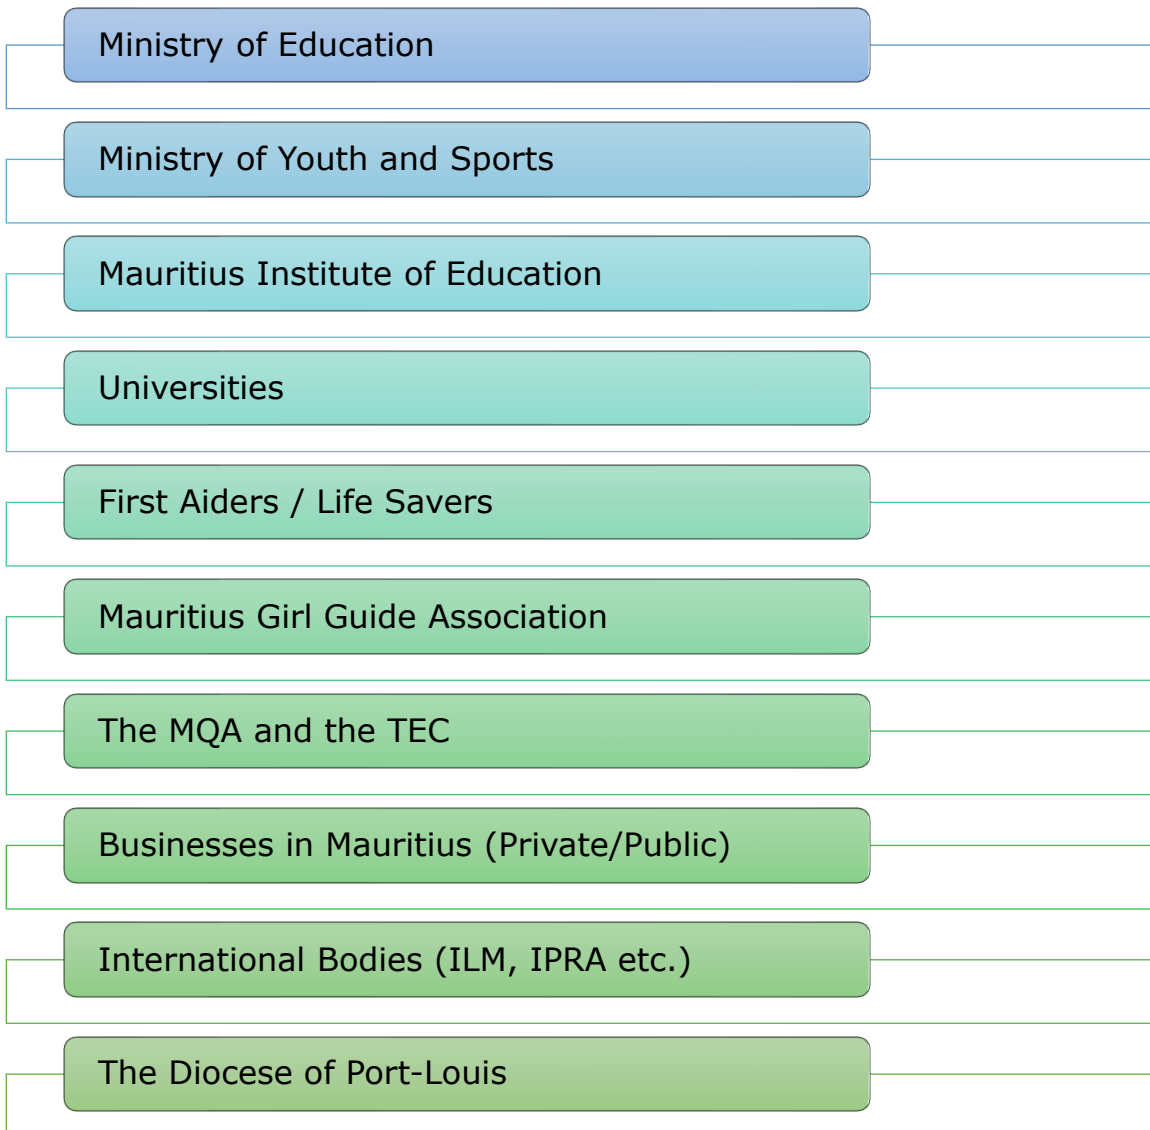 Ministry of Education
Ministry of Youth and Sports
Mauritius Institute of Education
Universities
First Aiders / Life Savers
Mauritius Girl Guide Association
The MQA and the TEC
Businesses in Mauritius (Private/Public)
International Bodies (ILM, IPRA etc.)
The Diocese of Port-Louis